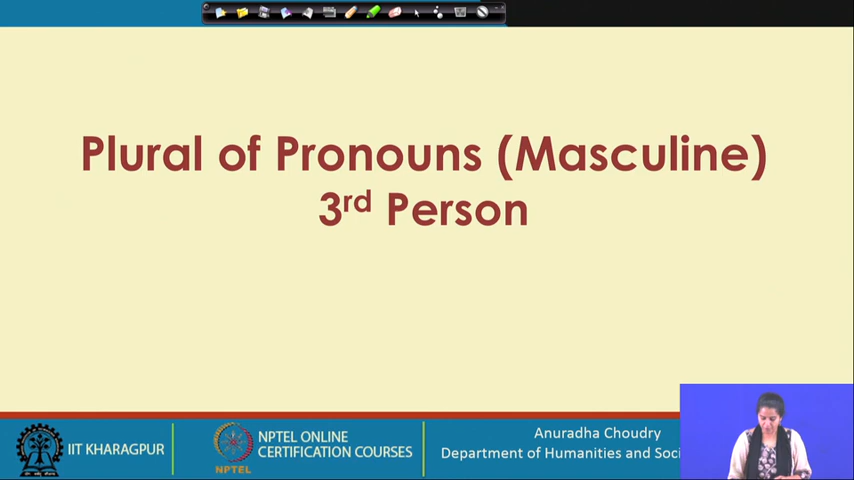 Plural of Pronouns (Masculine)
3rd Person
IIT KHARAGPUR
NPTEL
NPTEL ONLINE
CERTIFICATION COURSES
Anuradha Choudry
Department of Humanities and